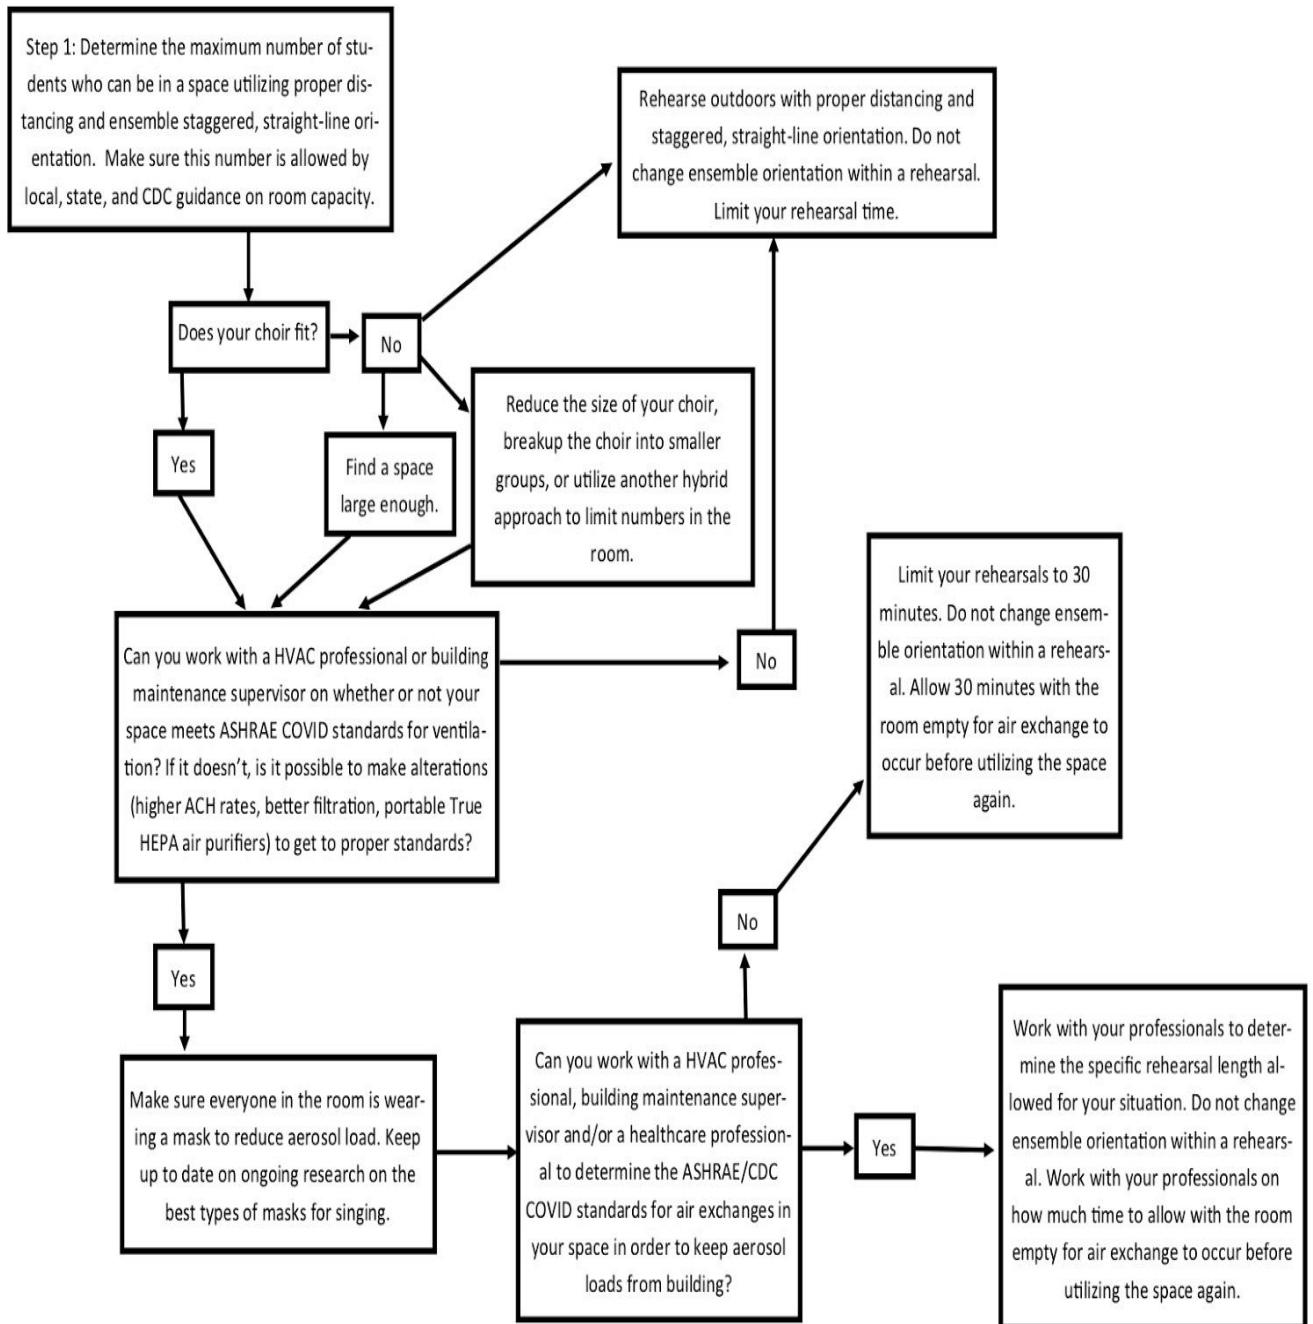 Step 1: Determine the maximum number of stu-
dents who can be in a space utilizing proper dis-
tancing and ensemble staggered, straight-line ori-
entation.  Make sure this number is allowed by
local, state, and CDC guidance on room capacity.
Rehearse outdoors with proper distancing and
staggered, straight-line orientation. Do not
change ensemble orientation within a rehearsal.
Limit your rehearsal time.
Does your choir fit?
No
Yes
Find a space
large enough.
Reduce the size of your choir,
breakup the choir into smaller
groups, or utilize another hybrid
approach to limit numbers in the
room.
Can you work with a HVAC professional or building
maintenance supervisor on whether or not your
space meets ASHRAE COVID standards for ventila-
tion? If it doesn't, is it possible to make alterations
(higher ACH rates, better filtration, portable True
HEPA air purifiers) to get to proper standards?
No
Limit your rehearsals to 30
minutes. Do not change ensem-
ble orientation within a rehears-
al. Allow 30 minutes with the
room empty for air exchange to
occur before utilizing the space
again.
Yes
No
Make sure everyone in the room is wear-
ing a mask to reduce aerosol load. Keep
up to date on ongoing research on the
best types of masks for singing.
Can you work with a HVAC profes-
sional, building maintenance super-
visor and/or a healthcare profession-
al to determine the ASHRAE/CDC
COVID standards for air exchanges in
your space in order to keep aerosol
loads from building?
Yes
Work with your professionals to deter-
mine the specific rehearsal length al-
lowed for your situation. Do not change
ensemble orientation within a rehears-
al. Work with your professionals on
how much time to allow with the room
empty for air exchange to occur before
utilizing the space again.